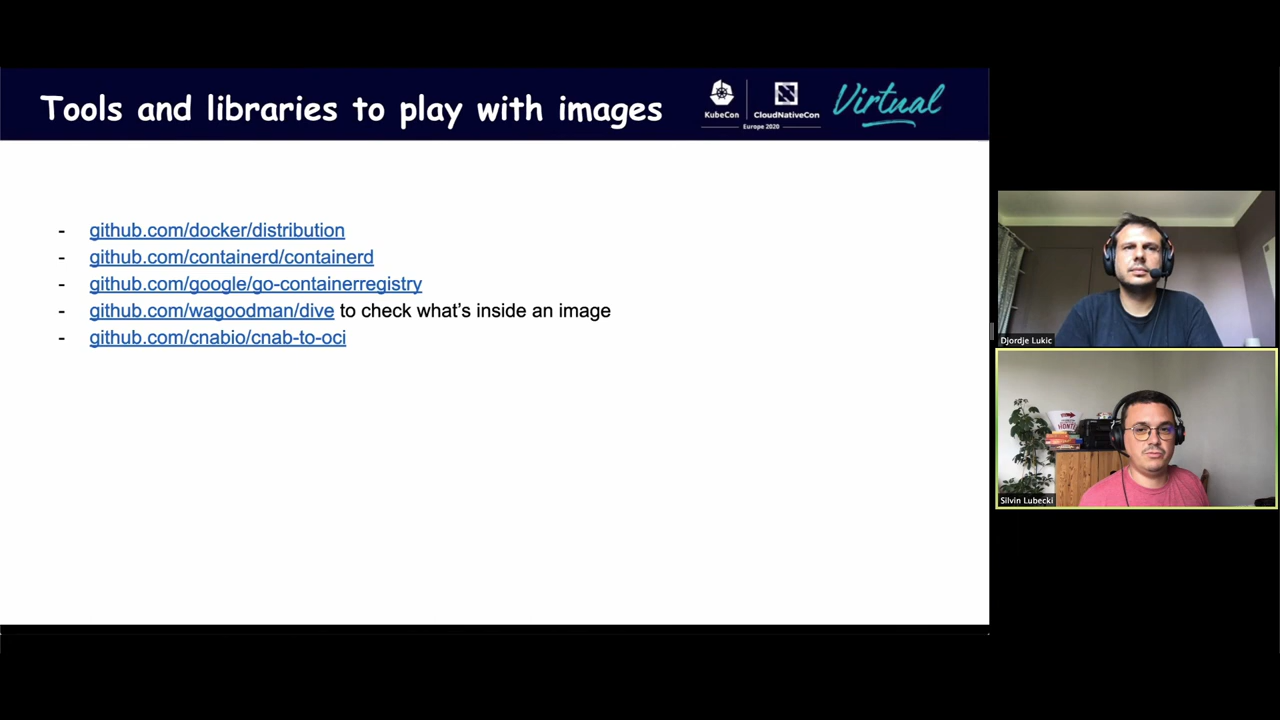 Tools and libraries to play with images
KubeCon
CloudNativeCon
Europe 2020
Virtual
- github.com/docker/distribution
- github.com/containerd/containerd
- github.com/google/go-containerregistry
- github.com/wagoodman/dive to check what's inside an image
- github.com/cnabio/cnab-to-oci
Djordje Lukic
Silvin Lubecki